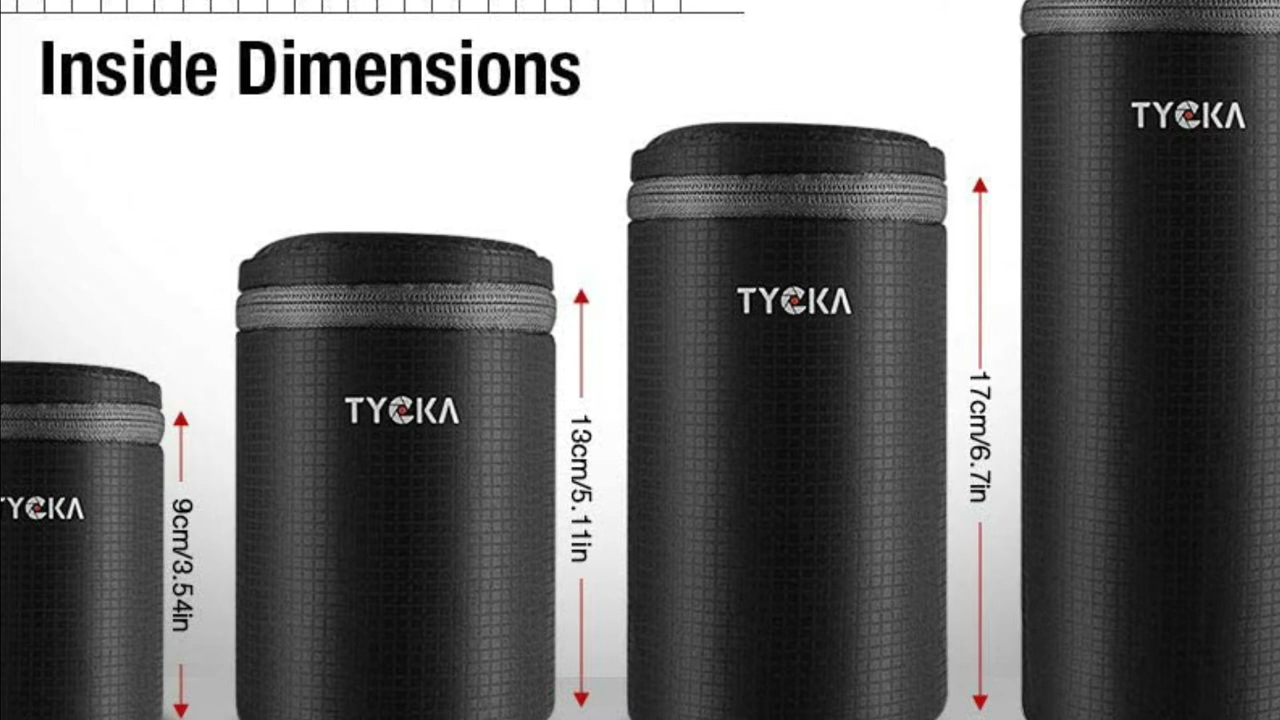 Inside Dimensions
TYCKA
TYCKA
TYCKA
TYCKA
9cm/3.54in
13cm/5.11in
17cm/6.7in